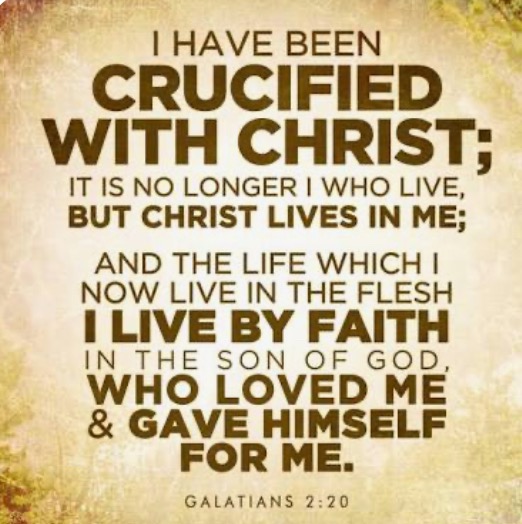 I HAVE BEEN
CRUCIFIED
WITH CHRIST;
IT IS NO LONGER I WHO LIVE,
BUT CHRIST LIVES IN ME;
AND THE LIFE WHICH I
NOW LIVE IN THE FLESH
I LIVE BY FAITH
IN THE SON OF GOD,
WHO LOVED ME
& GAVE HIMSELF
FOR ME.
GALATIANS 2:20